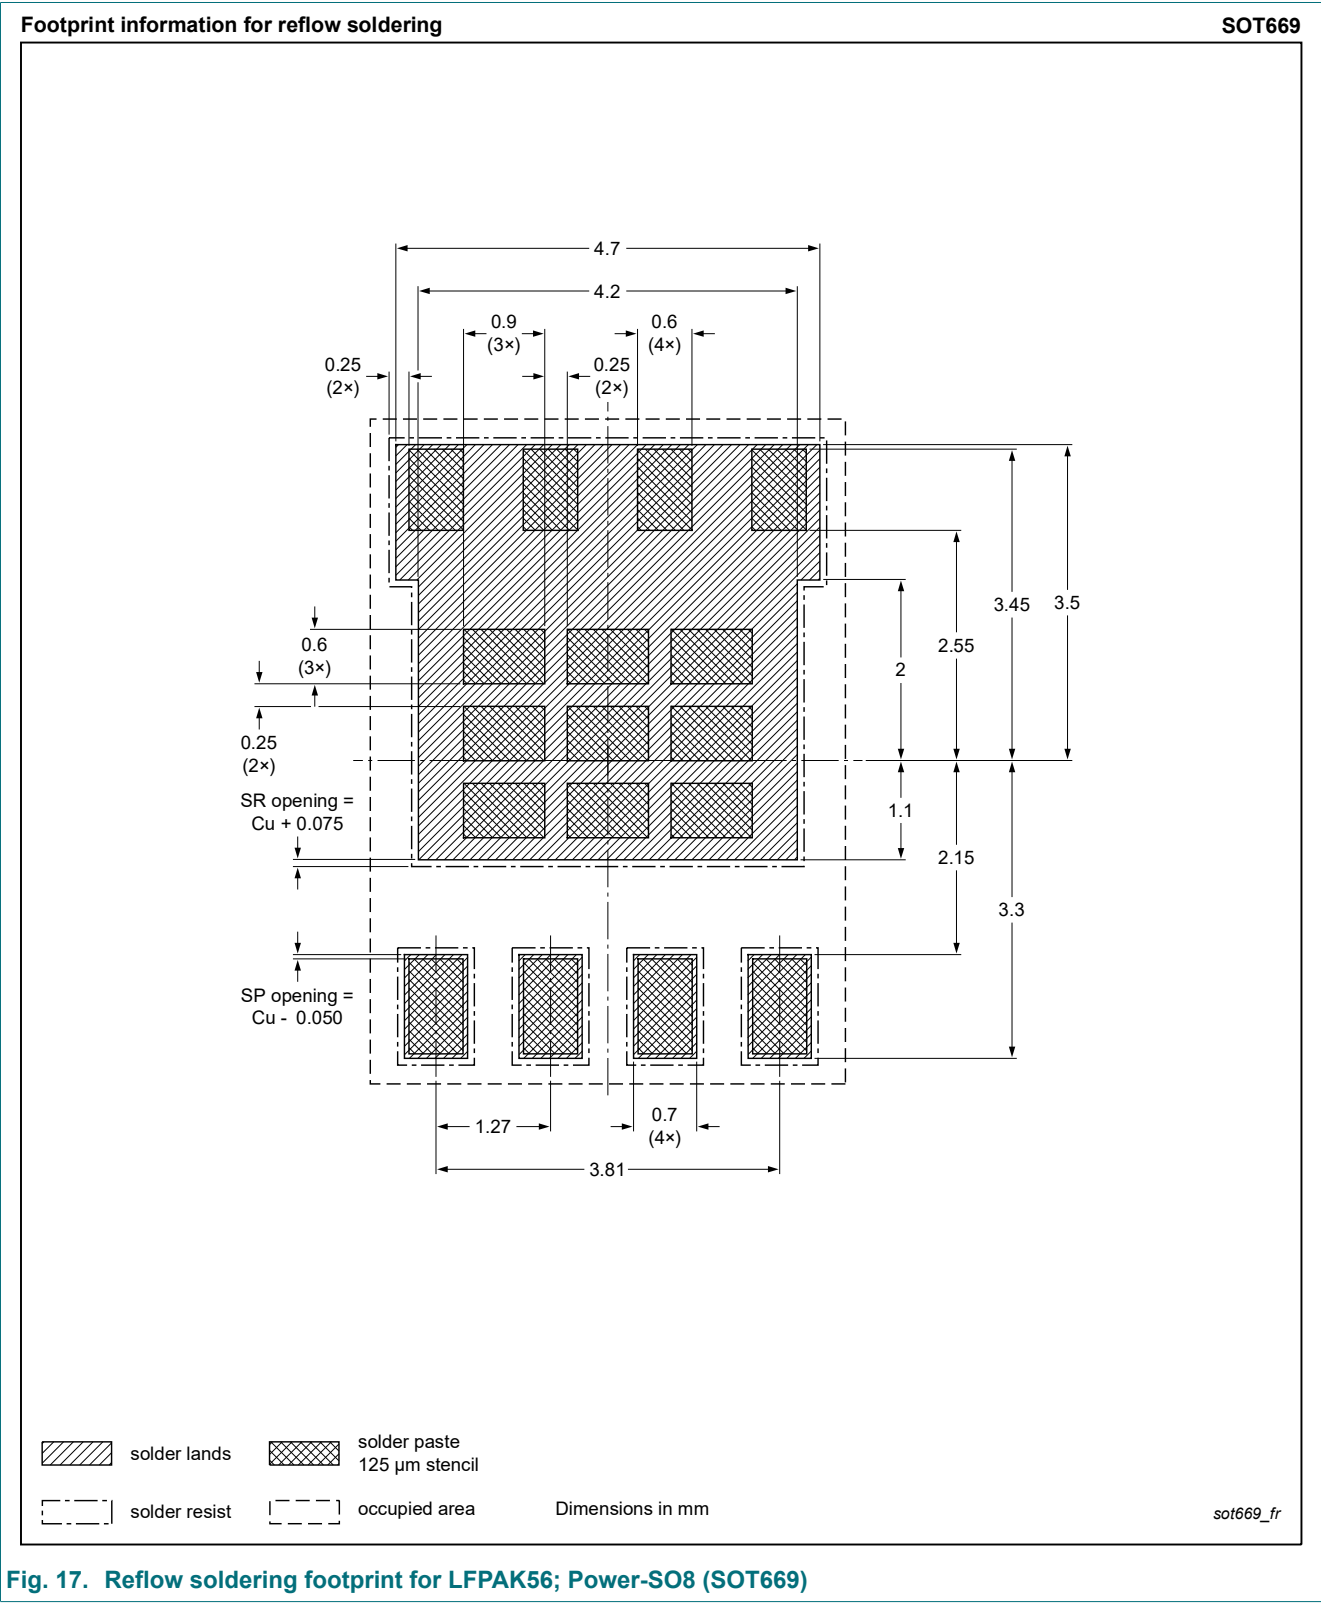 Footprint information for reflow soldering
SOT669
4.7
4.2
0.9
(3×)
0.6
(4×)
0.25
(2×)
0.25
(2×)
3.45
3.5
2.55
2
0.6
(3×)
0.25
(2×)
SR opening =
Cu + 0.075
1.1
2.15
3.3
SP opening =
Cu - 0.050
1.27
0.7
(4×)
3.81
solder lands
solder paste
125 µm stencil
solder resist
occupied area
Dimensions in mm
sot669_fr
Fig. 17. Reflow soldering footprint for LFPAK56; Power-SO8 (SOT669)